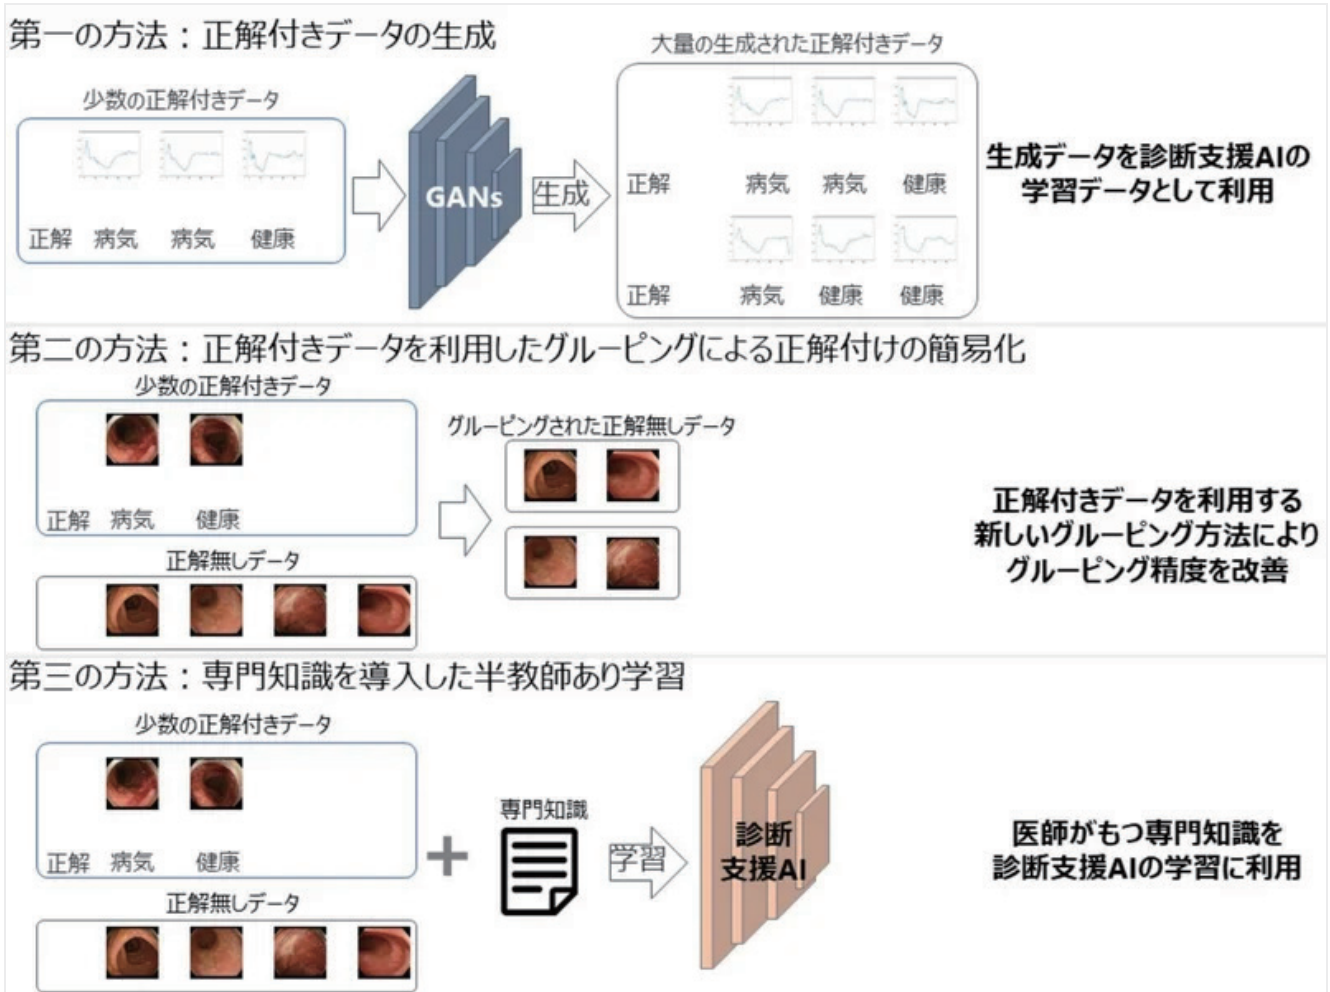 第一の方法：正解付きデータの生成
少数の正解付きデータ
正解 病気 病気 健康
GANs
生成
大量の生成された正解付きデータ
正解 病気 病気 健康
正解 病気 健康 健康
生成データを診断支援AIの
学習データとして利用
第二の方法：正解付きデータを利用したグルーピングによる正解付けの簡易化
少数の正解付きデータ
正解 病気 健康
正解無しデータ
グルーピングされた正解無しデータ
正解付きデータを利用する
新しいグルーピング方法により
グルーピング精度を改善
第三の方法：専門知識を導入した半教師あり学習
少数の正解付きデータ
正解 病気 健康
正解無しデータ
専門知識
学習
診断
支援AI
医師がもつ専門知識を
診断支援AIの学習に利用